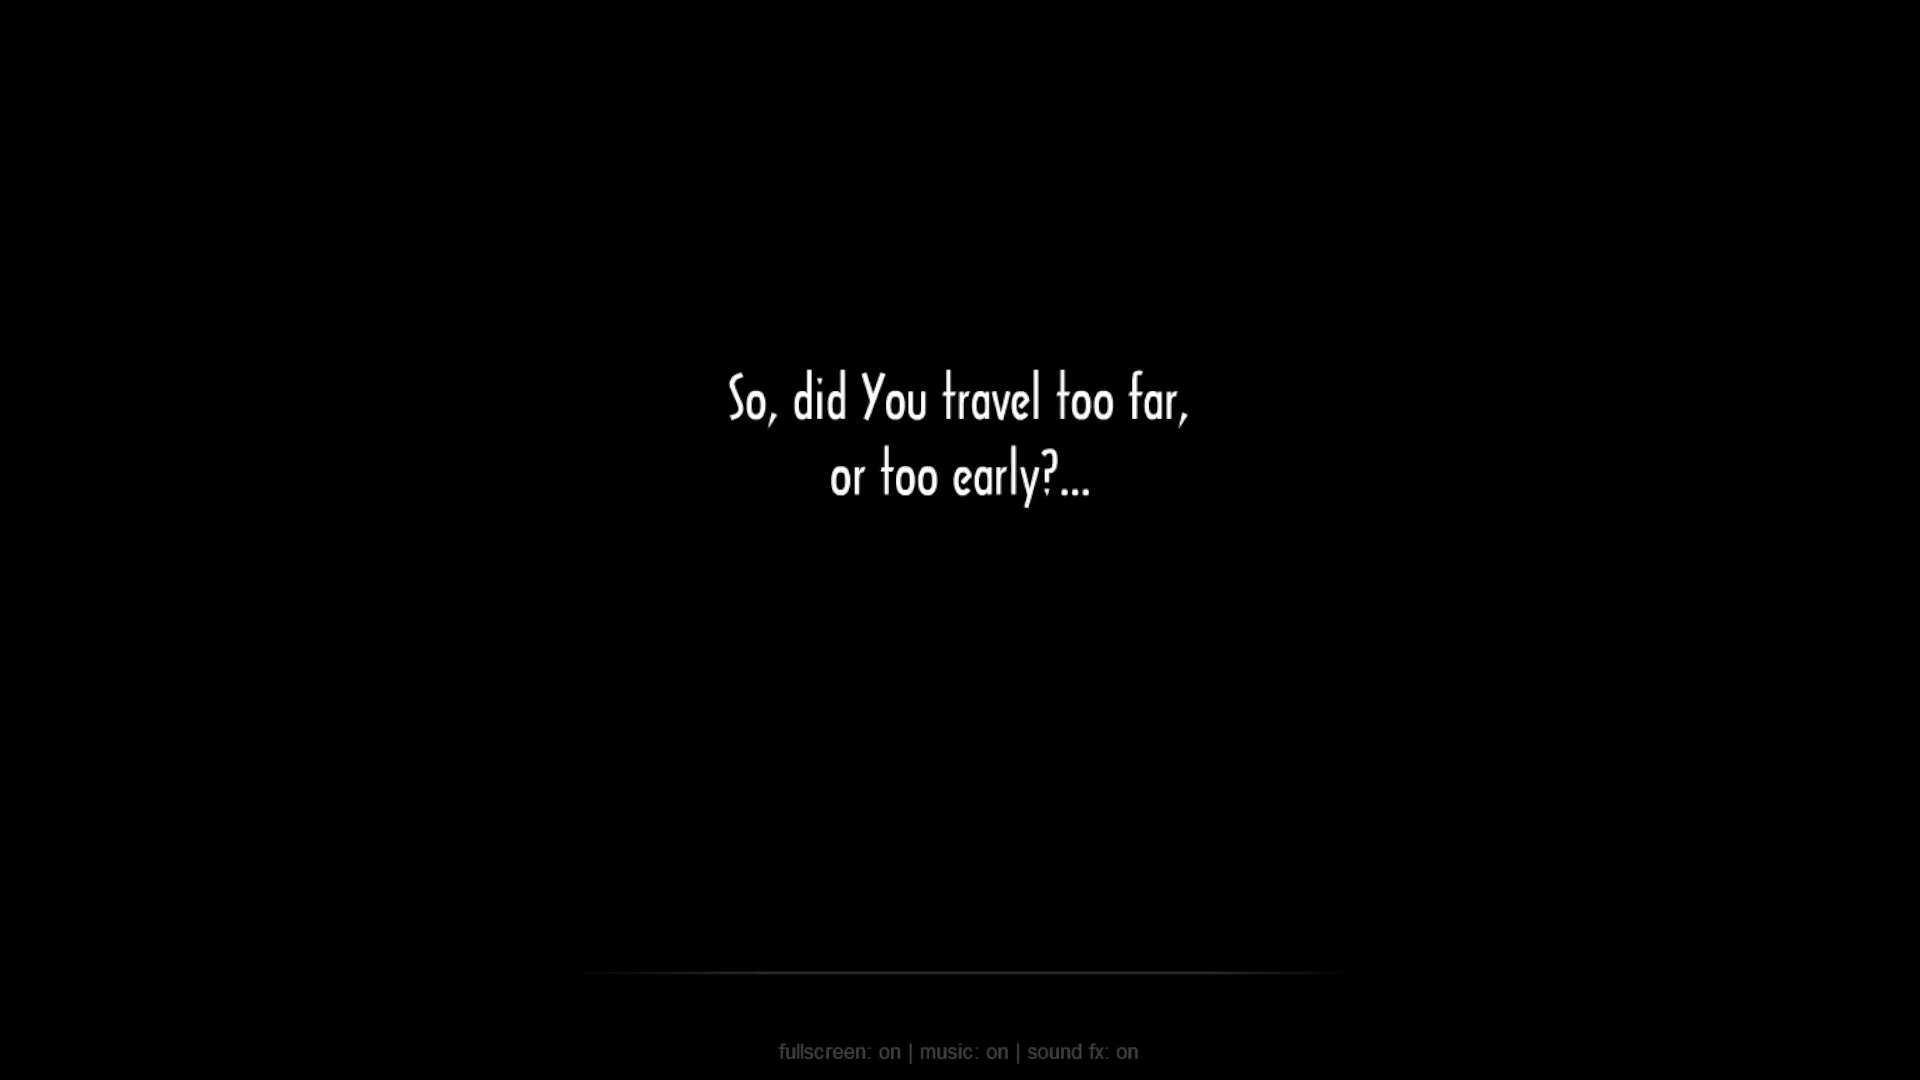 So, did You travel too far,
or too early?...
fullscreen: on | music: on | sound fx: on